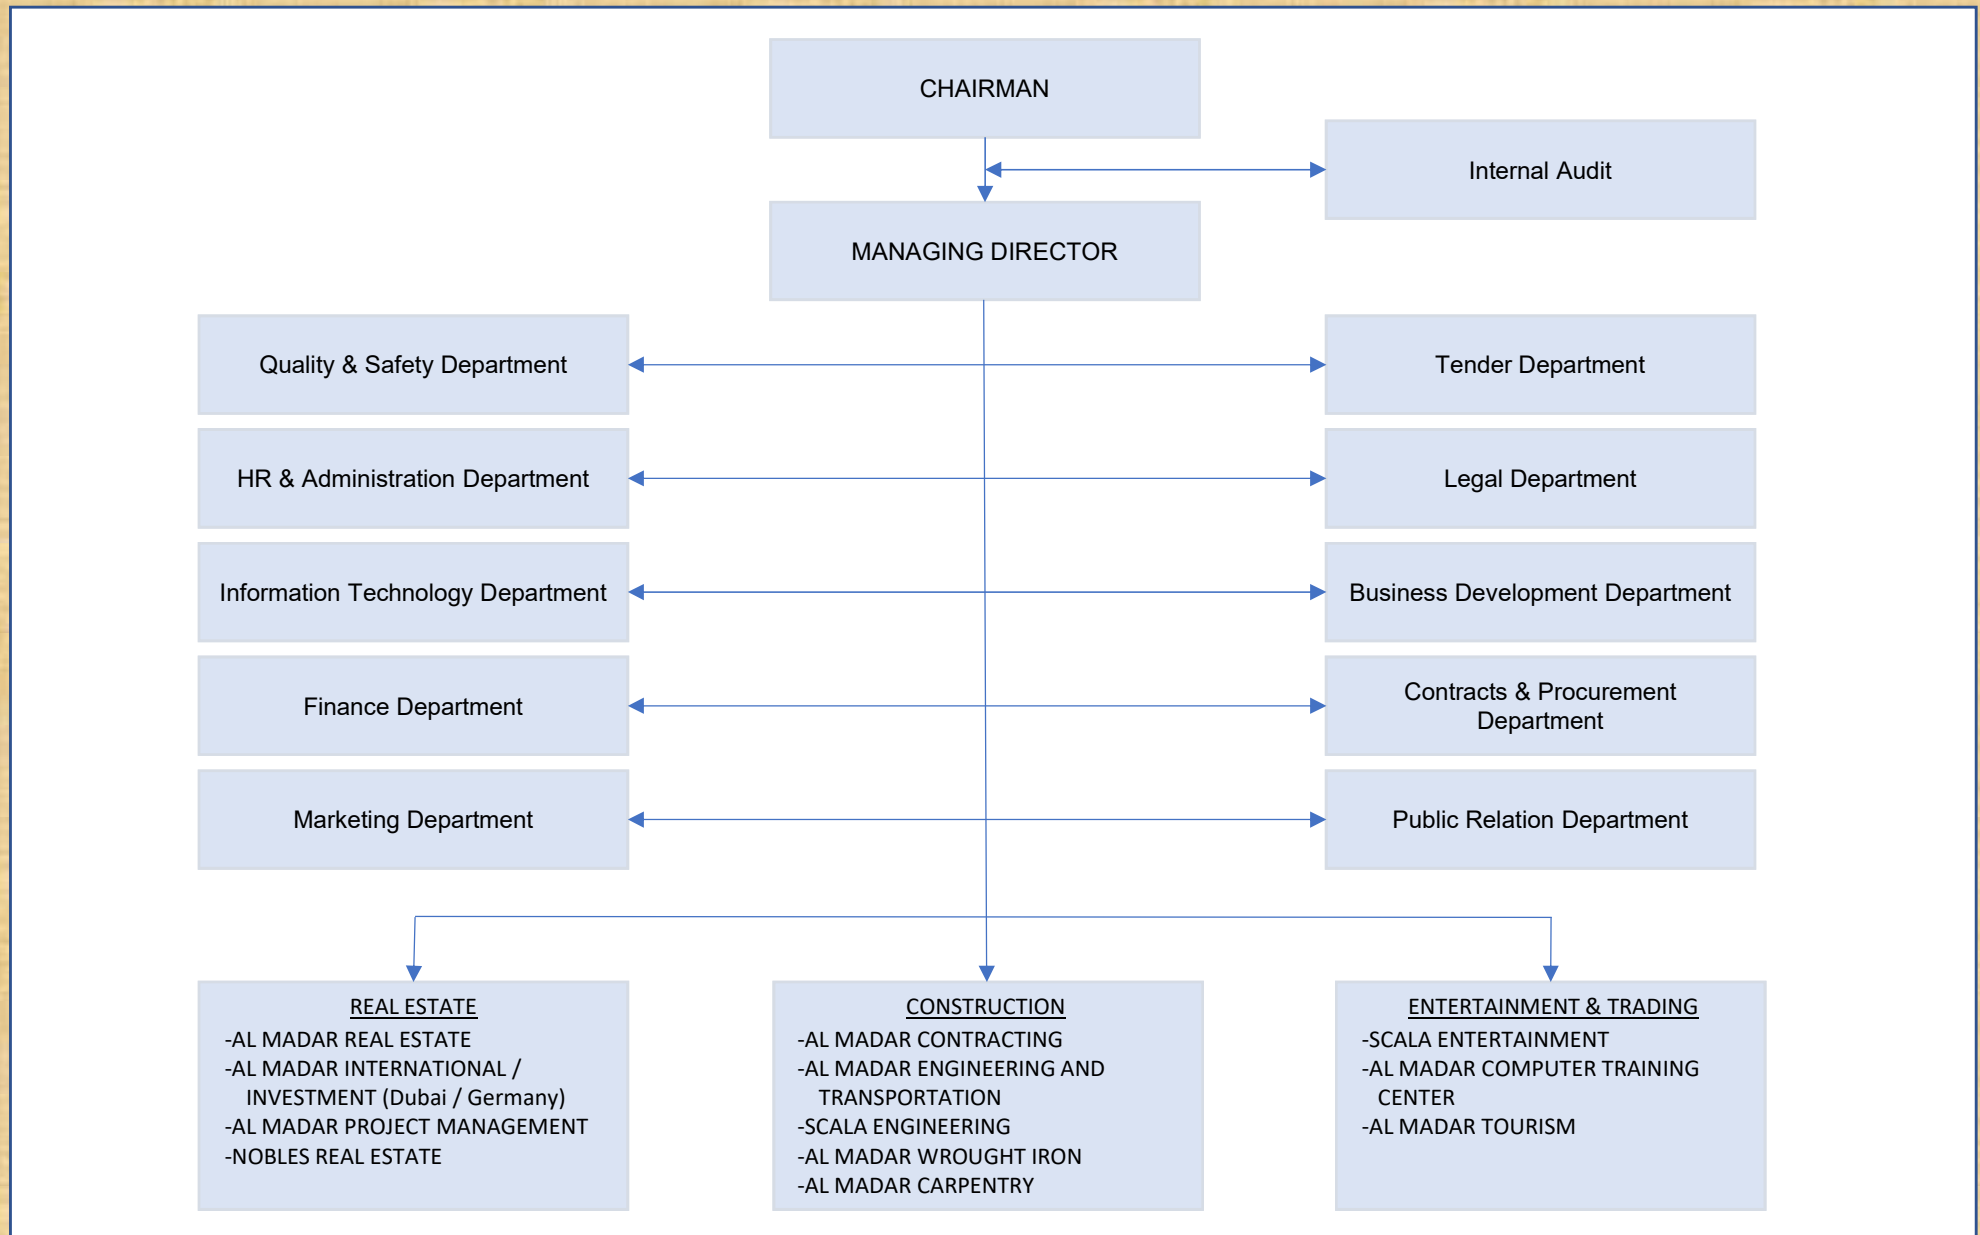 CHAIRMAN
Internal Audit
MANAGING DIRECTOR
Quality & Safety Department
Tender Department
HR & Administration Department
Legal Department
Information Technology Department
Business Development Department
Finance Department
Contracts & Procurement
Department
Marketing Department
Public Relation Department
REAL ESTATE
-AL MADAR REAL ESTATE
-AL MADAR INTERNATIONAL /
INVESTMENT (Dubai / Germany)
-AL MADAR PROJECT MANAGEMENT
-NOBLES REAL ESTATE
CONSTRUCTION
-AL MADAR CONTRACTING
-AL MADAR ENGINEERING AND
TRANSPORTATION
-SCALA ENGINEERING
-AL MADAR WROUGHT IRON
-AL MADAR CARPENTRY
ENTERTAINMENT & TRADING
-SCALA ENTERTAINMENT
-AL MADAR COMPUTER TRAINING
CENTER
-AL MADAR TOURISM